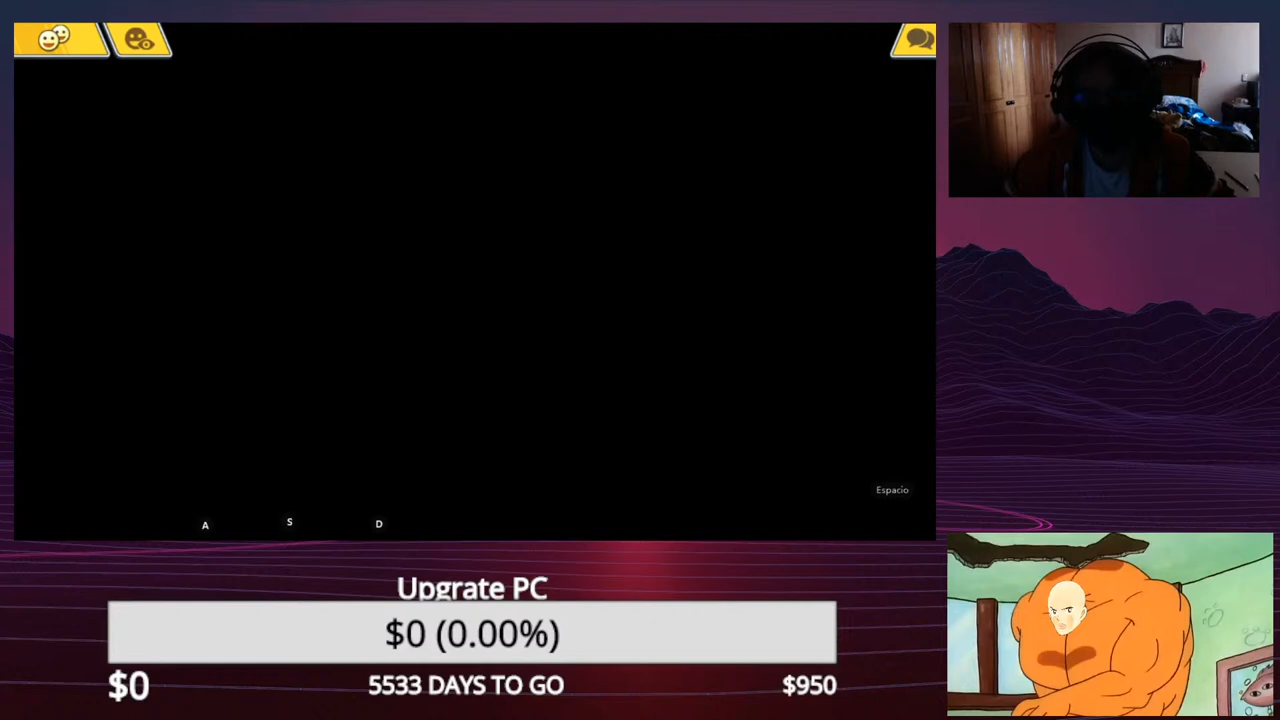 Espacio
A S D
Upgrate PC
$0 (0.00%)
$0 5533 DAYS TO GO $950